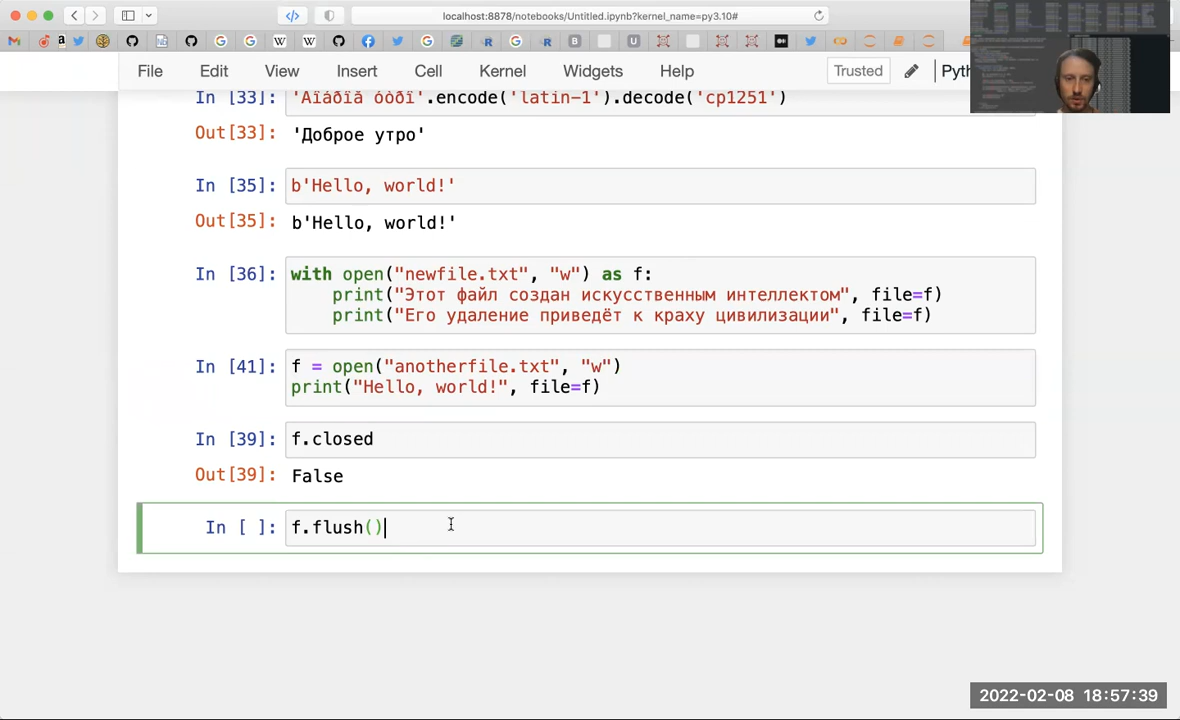 localhost:8878/notebooks/Untitled.ipynb?kernel_name=py3.10#
File Edit View Insert Cell Kernel Widgets Help Trusted
In [33]: 'Äîáðîå óòðî'.encode('latin-1').decode('cp1251')
Out[33]: 'Доброе утро'
In [35]: b'Hello, world!'
Out[35]: b'Hello, world!'
In [36]: with open("newfile.txt", "w") as f:
print("Этот файл создан искусственным интеллектом", file=f)
print("Его удаление приведёт к краху цивилизации", file=f)
In [41]: f = open("anotherfile.txt", "w")
print("Hello, world!", file=f)
In [39]: f.closed
Out[39]: False
In [ ]: f.flush()
2022-02-08 18:57:39